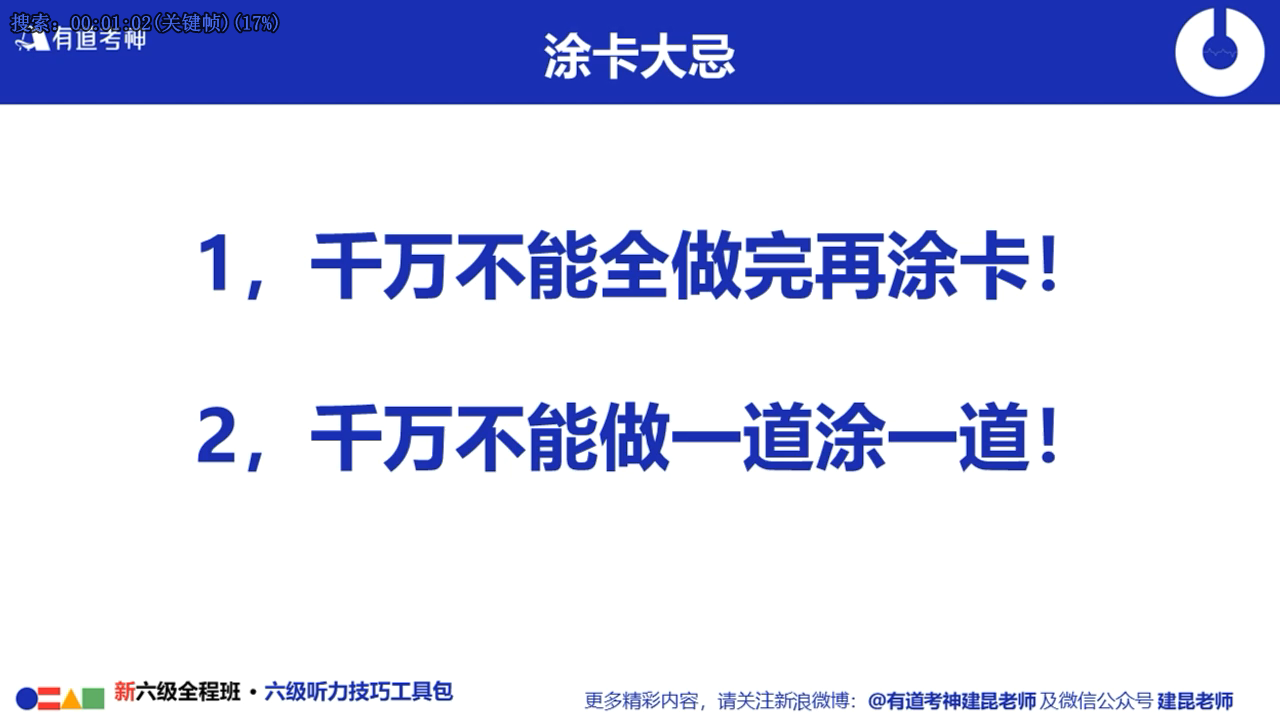 搜索: 00:01:02(关键帧)(17%)
有道考神
涂卡大忌
1，千万不能全做完再涂卡！
2，千万不能做一道涂一道！
新六级全程班·六级听力技巧工具包
更多精彩内容，请关注新浪微博：@有道考神建昆老师 及微信公众号 建昆老师